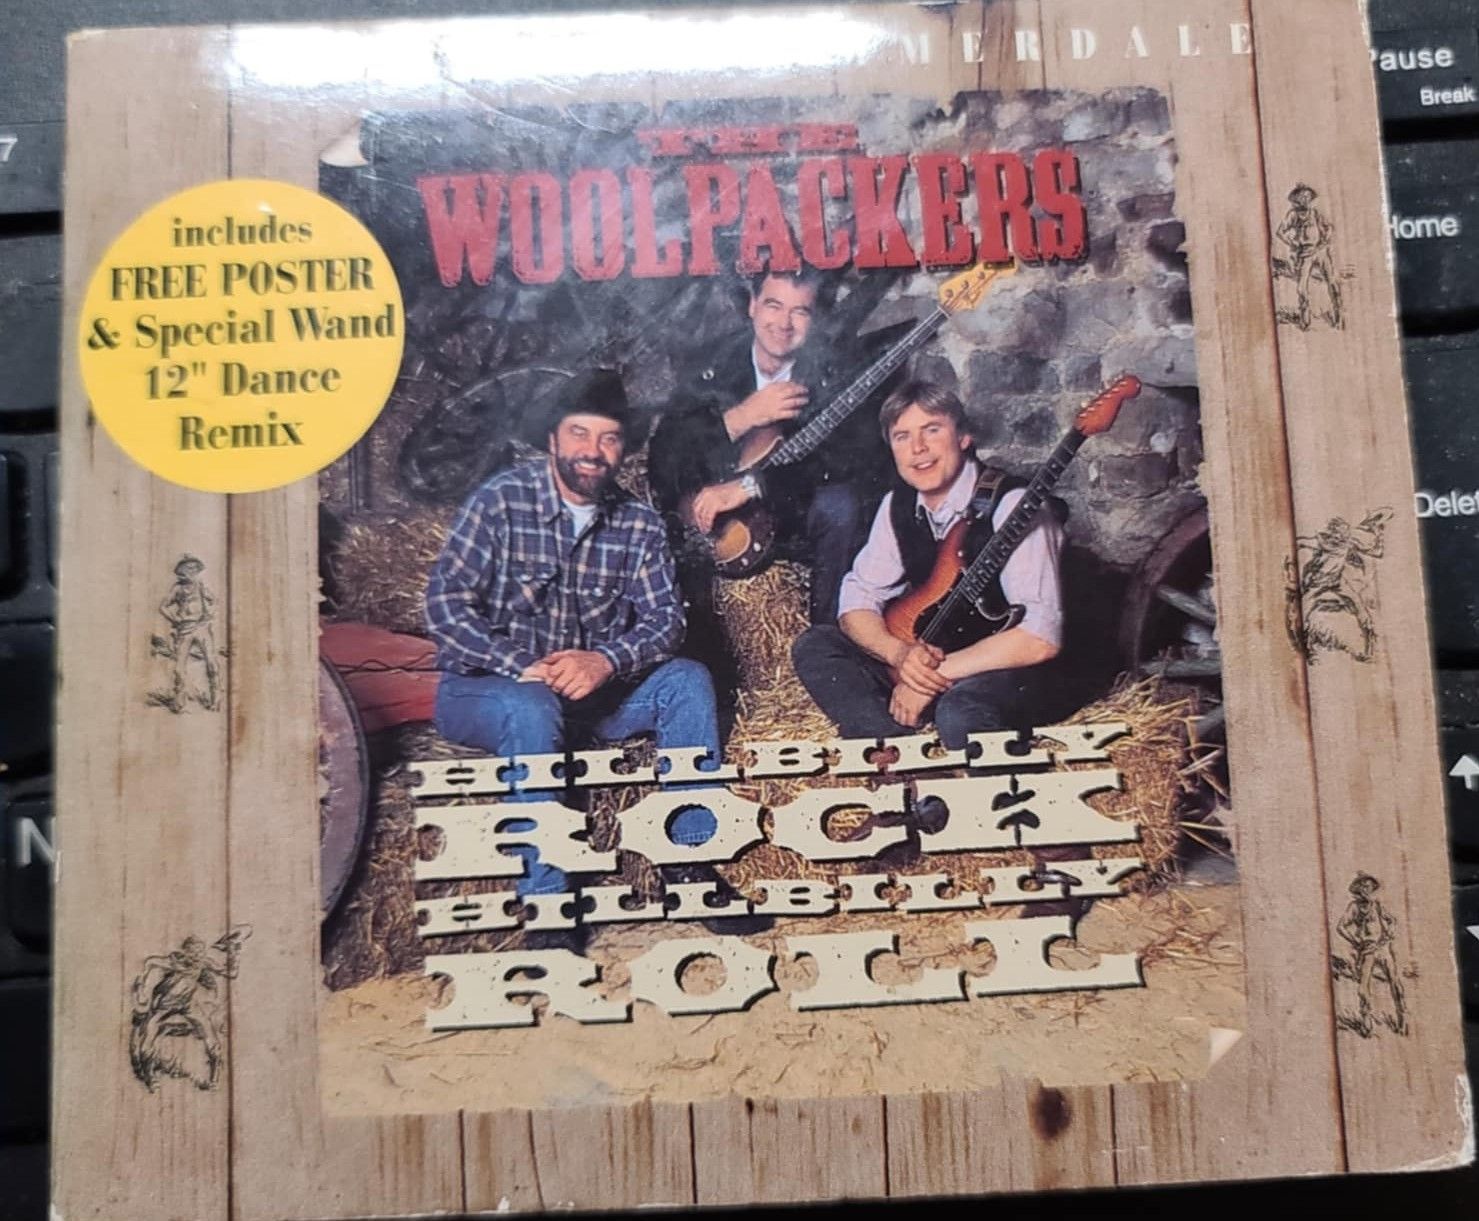 MERDALE
Pause
Break
7
THE
WOOLPACKERS
includes
FREE POSTER
& Special Wand
12" Dance
Remix
Home
Delet
HILLBILLY
ROCK
HILLBILLY
ROLL
N